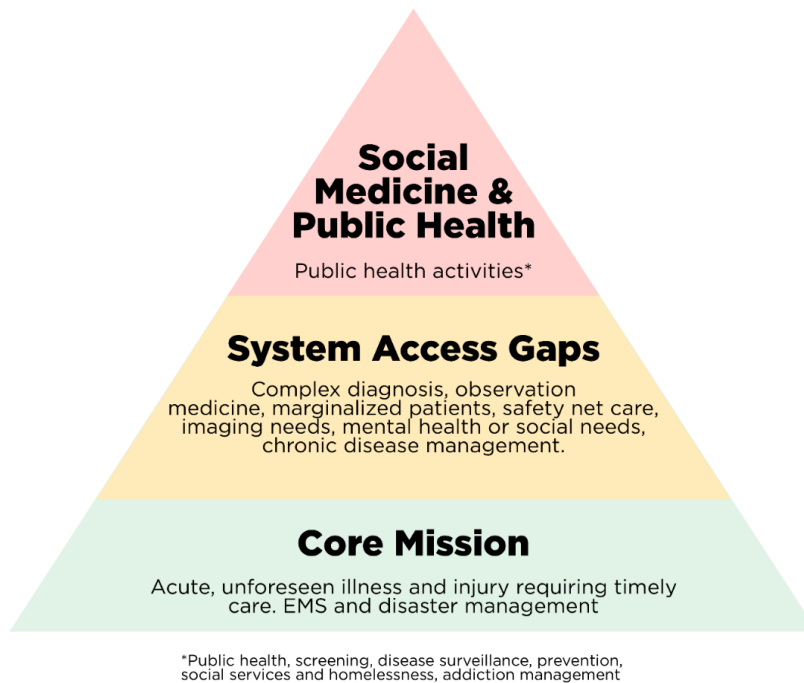 Social
Medicine &
Public Health
Public health activities*
System Access Gaps
Complex diagnosis, observation
medicine, marginalized patients, safety net care,
imaging needs, mental health or social needs,
chronic disease management.
Core Mission
Acute, unforeseen illness and injury requiring timely
care. EMS and disaster management
*Public health, screening, disease surveillance, prevention,
social services and homelessness, addiction management